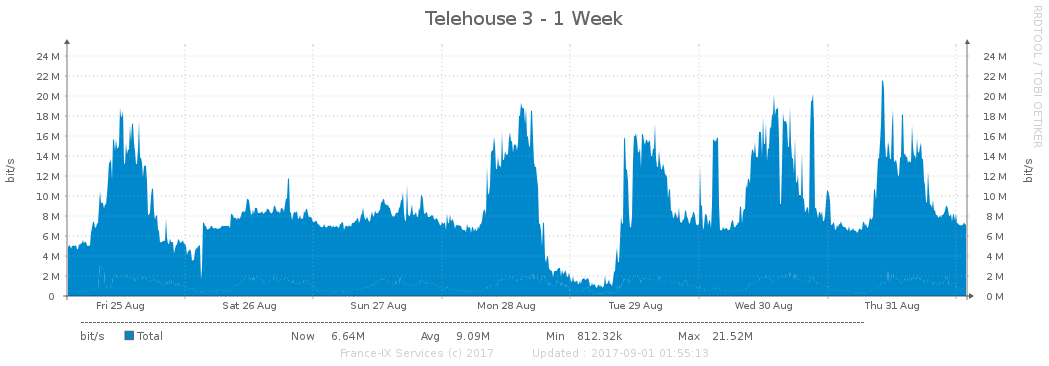 Telehouse 3 - 1 Week
RRDTOOL / TOBI OETIKER
bit/s
24 M 24 M
22 M 22 M
20 M 20 M
18 M 18 M
16 M 16 M
14 M 14 M
12 M 12 M
10 M 10 M
8 M 8 M
6 M 6 M
4 M 4 M
2 M 2 M
0 0 M
bit/s
Fri 25 Aug Sat 26 Aug Sun 27 Aug Mon 28 Aug Tue 29 Aug Wed 30 Aug Thu 31 Aug
bit/s Total Now 6.64M Avg 9.09M Min 812.32k Max 21.52M
France-IX Services (c) 2017 Updated : 2017-09-01 01:55:13